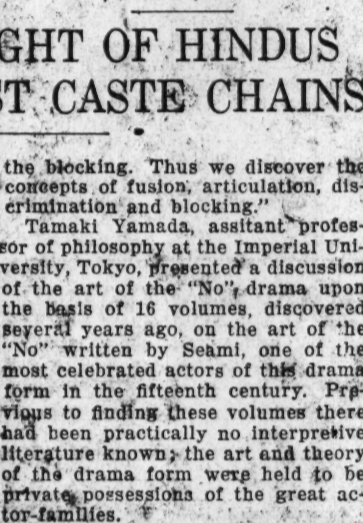 GHT OF HINDUS
ST CASTE CHAINS
the blocking. Thus we discover the
concepts of fusion, articulation, dis-
crimination and blocking."
Tamaki Yamada, assitant profes-
sor of philosophy at the Imperial Uni-
versity, Tokyo, presented a discussion
of the art of the "No", drama upon
the basis of 16 volumes, discovered
several years ago, on the art of the
"No" written by Seami, one of the
most celebrated actors of this drama
form in the fifteenth century. Pre-
vious to finding these volumes there
had been practically no interpretive
literature known; the art and theory
of the drama form were held to be
private possessions of the great ac-
tor-families.